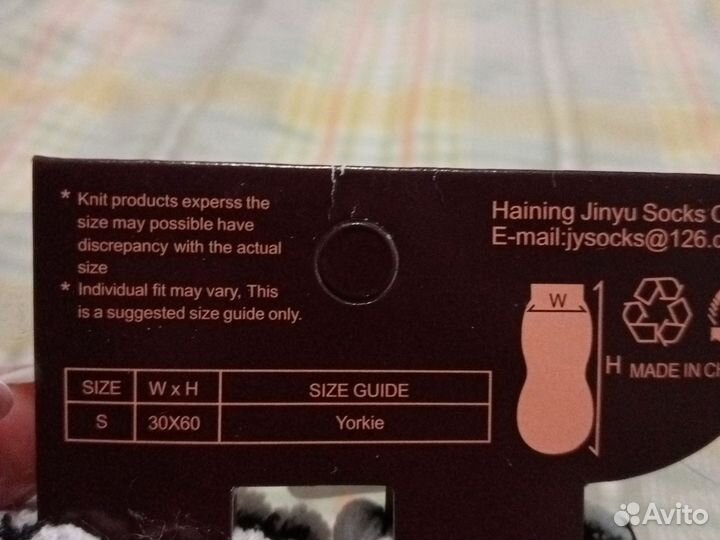 * Knit products experss the
size may possible have
discrepancy with the actual
size
* Individual fit may vary, This
is a suggested size guide only.
Haining Jinyu Socks
E-mail:jysocks@126.
W
H
MADE IN
SIZE W x H SIZE GUIDE
S 30X60 Yorkie
Avito